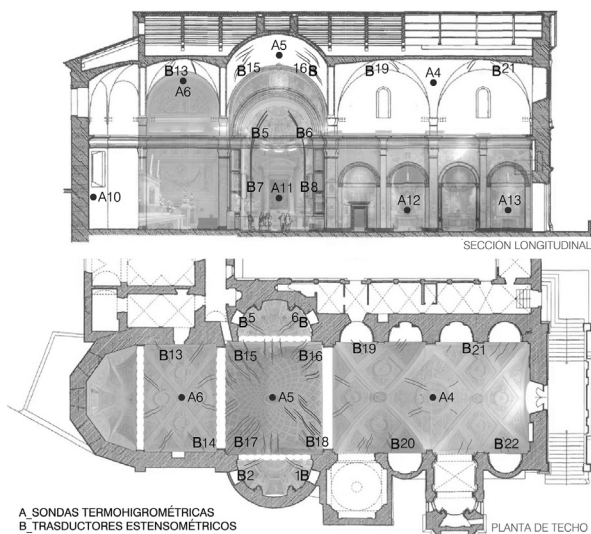 A5
B13 B15 16B B19 A4 B21
A6
B5 B6
B7 A11 B8
A10 A12 A13
SECCIÓN LONGITUDINAL
B5 6B
B13 B15 B16 B19 B21
A6 A5 A4
B14 B17 B18 B20 B22
B2 1B
A_SONDAS TERMOHIGROMÉTRICAS
B_TRASDUCTORES ESTENSOMÉTRICOS
PLANTA DE TECHO